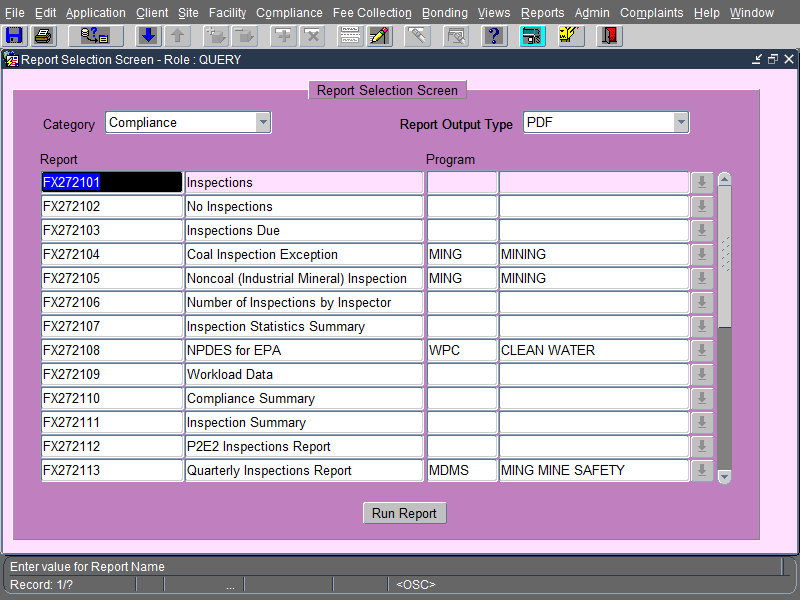 File Edit Application Client Site Facility Compliance Fee Collection Bonding Views Reports Admin Complaints Help Window
Report Selection Screen - Role : QUERY
Report Selection Screen
Category Compliance Report Output Type PDF
Report Program
FX272101 Inspections
FX272102 No Inspections
FX272103 Inspections Due
FX272104 Coal Inspection Exception MING MINING
FX272105 Noncoal (Industrial Mineral) Inspection MING MINING
FX272106 Number of Inspections by Inspector
FX272107 Inspection Statistics Summary
FX272108 NPDES for EPA WPC CLEAN WATER
FX272109 Workload Data
FX272110 Compliance Summary
FX272111 Inspection Summary
FX272112 P2E2 Inspections Report
FX272113 Quarterly Inspections Report MDMS MING MINE SAFETY
Run Report
Enter value for Report Name
Record: 1/? ... <OSC>